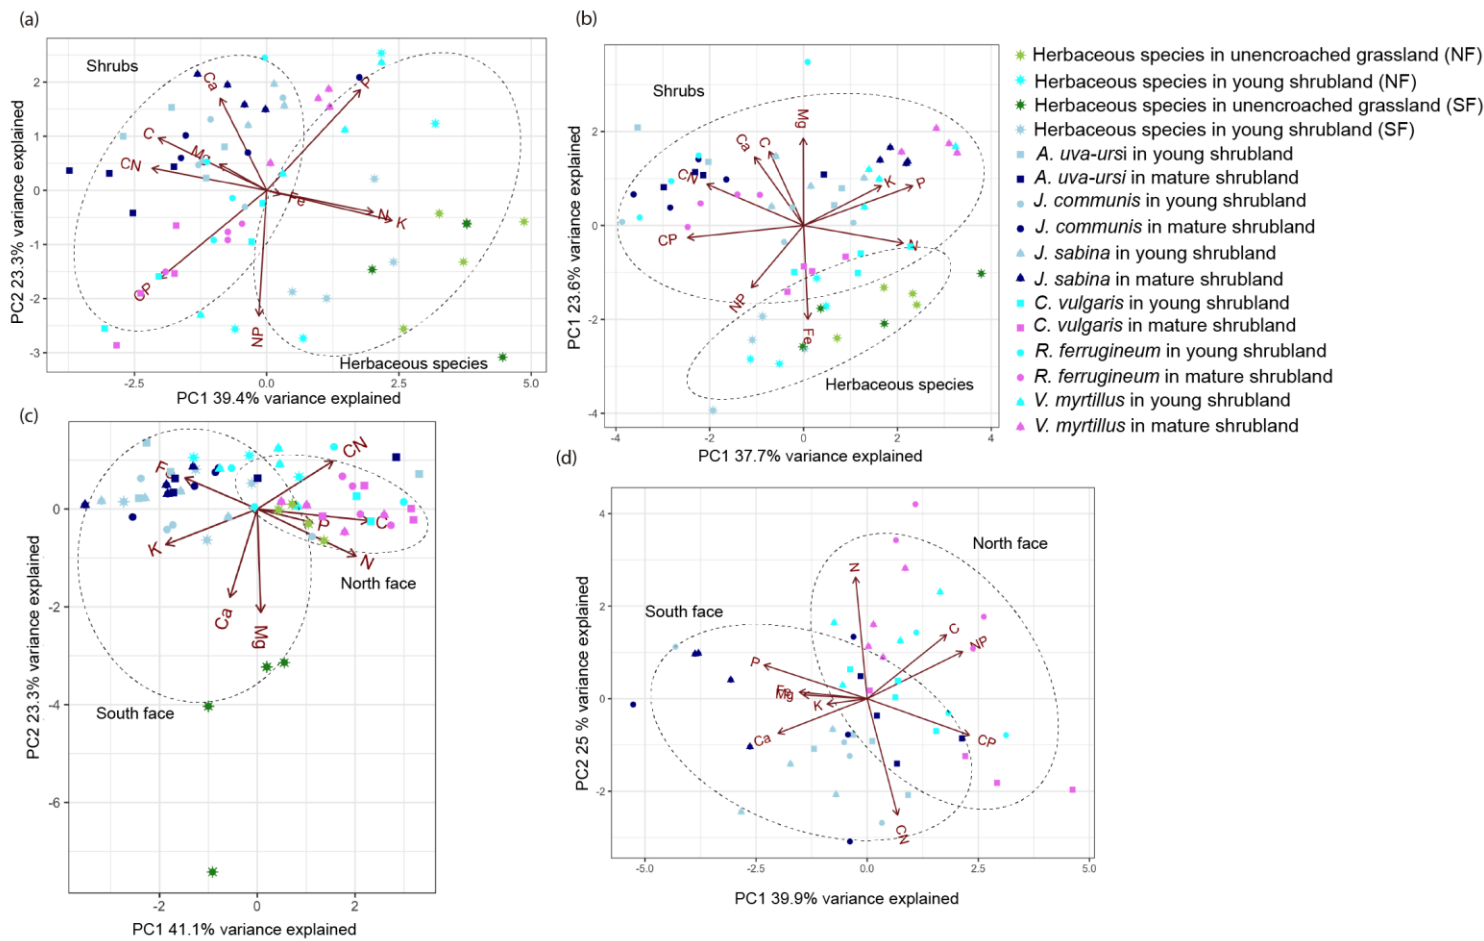 (a)
Shrubs
Ca
P
C
Mg
CN
Fe
N
K
CP
NP
Herbaceous species
2
1
0
-1
-2
-3
-2.5
0.0
2.5
5.0
PC2 23.3% variance explained
PC1 39.4% variance explained
(b)
Shrubs
Mg
C
Ca
CN
K
P
CP
N
NP
Fe
Herbaceous species
2
0
-2
-4
-4
-2
0
2
4
PC1 23.6% variance explained
PC1 37.7% variance explained
Herbaceous species in unencroached grassland (NF)
Herbaceous species in young shrubland (NF)
Herbaceous species in unencroached grassland (SF)
Herbaceous species in young shrubland (SF)
A. uva-ursi in young shrubland
A. uva-ursi in mature shrubland
J. communis in young shrubland
J. communis in mature shrubland
J. sabina in young shrubland
J. sabina in mature shrubland
C. vulgaris in young shrubland
C. vulgaris in mature shrubland
R. ferrugineum in young shrubland
R. ferrugineum in mature shrubland
V. myrtillus in young shrubland
V. myrtillus in mature shrubland
(c)
CN
P
C
K
N
North face
Ca
Mg
South face
0
-2
-4
-6
-2
0
2
PC2 23.3% variance explained
PC1 41.1% variance explained
(d)
North face
N
South face
C
NP
P
Fe
Mg
K
Ca
CP
CN
4
2
0
-2
-5.0
-2.5
0.0
2.5
5.0
PC2 25 % variance explained
PC1 39.9% variance explained